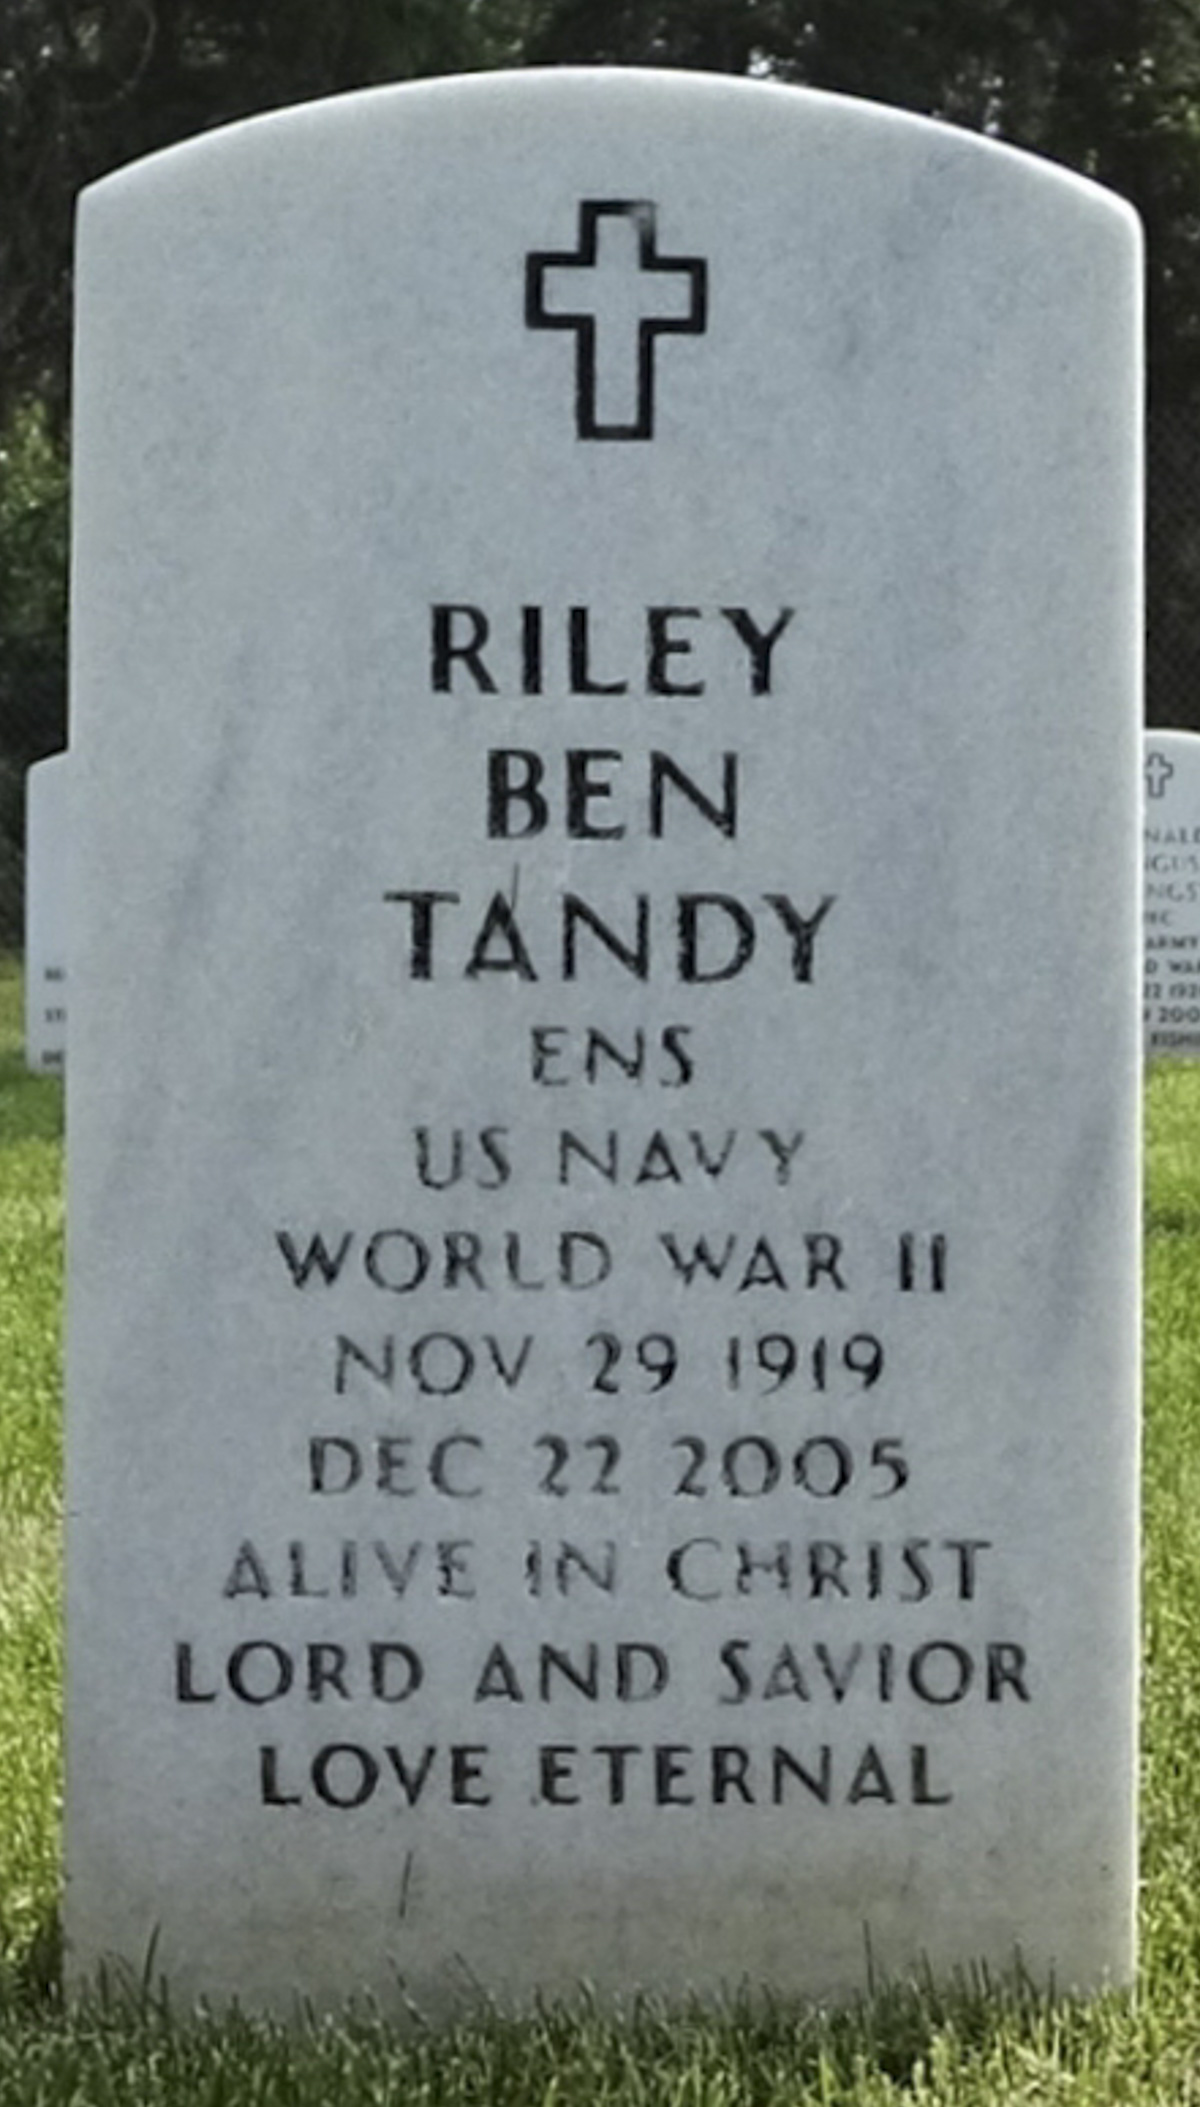 RILEY
BEN
TANDY
ENS
US NAVY
WORLD WAR II
NOV 29 1919
DEC 22 2005
ALIVE IN CHRIST
LORD AND SAVIOR
LOVE ETERNAL
ARMY